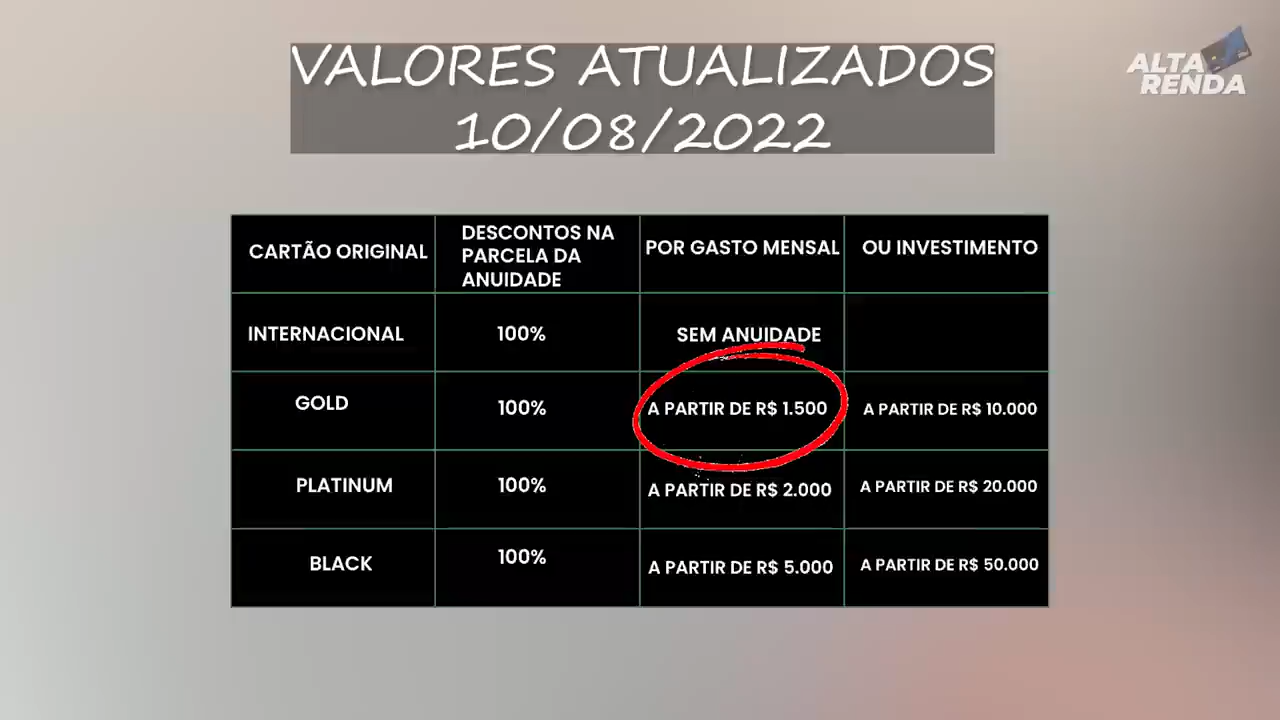 VALORES ATUALIZADOS
10/08/2022
ALTA
RENDA
CARTÃO ORIGINAL
DESCONTOS NA
PARCELA DA
ANUIDADE
POR GASTO MENSAL
OU INVESTIMENTO
INTERNACIONAL
100%
SEM ANUIDADE
GOLD
100%
A PARTIR DE R$ 1.500
A PARTIR DE R$ 10.000
PLATINUM
100%
A PARTIR DE R$ 2.000
A PARTIR DE R$ 20.000
BLACK
100%
A PARTIR DE R$ 5.000
A PARTIR DE R$ 50.000